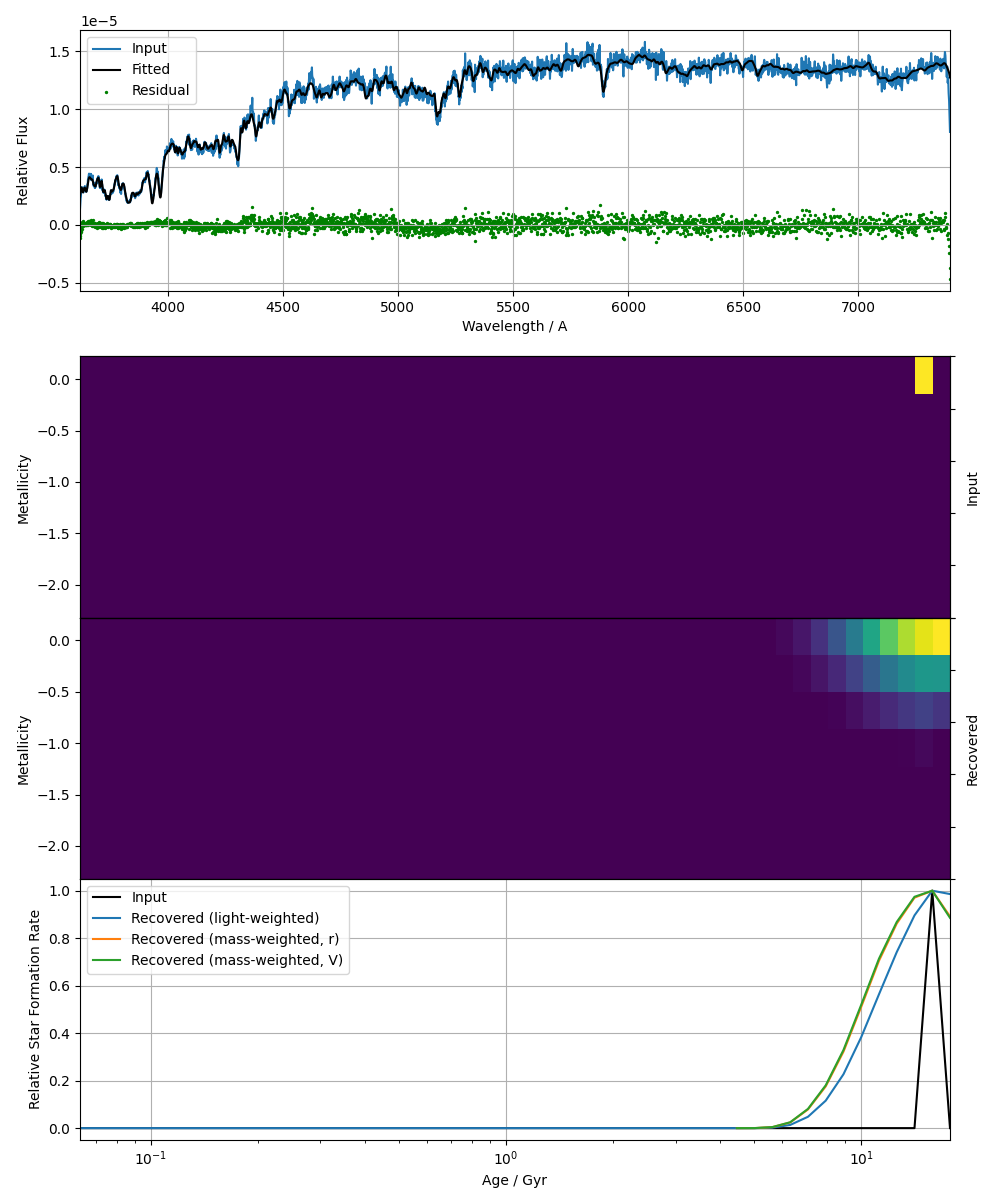 1e−5
Input
Fitted
Residual
1.5
1.0
0.5
0.0
−0.5
Relative Flux
4000 4500 5000 5500 6000 6500 7000
Wavelength / A
0.0
−0.5
−1.0
−1.5
−2.0
Metallicity
Input
0.0
−0.5
−1.0
−1.5
−2.0
Metallicity
Recovered
Input
Recovered (light-weighted)
Recovered (mass-weighted, r)
Recovered (mass-weighted, V)
1.0
0.8
0.6
0.4
0.2
0.0
Relative Star Formation Rate
10⁻¹ 10⁰ 10¹
Age / Gyr